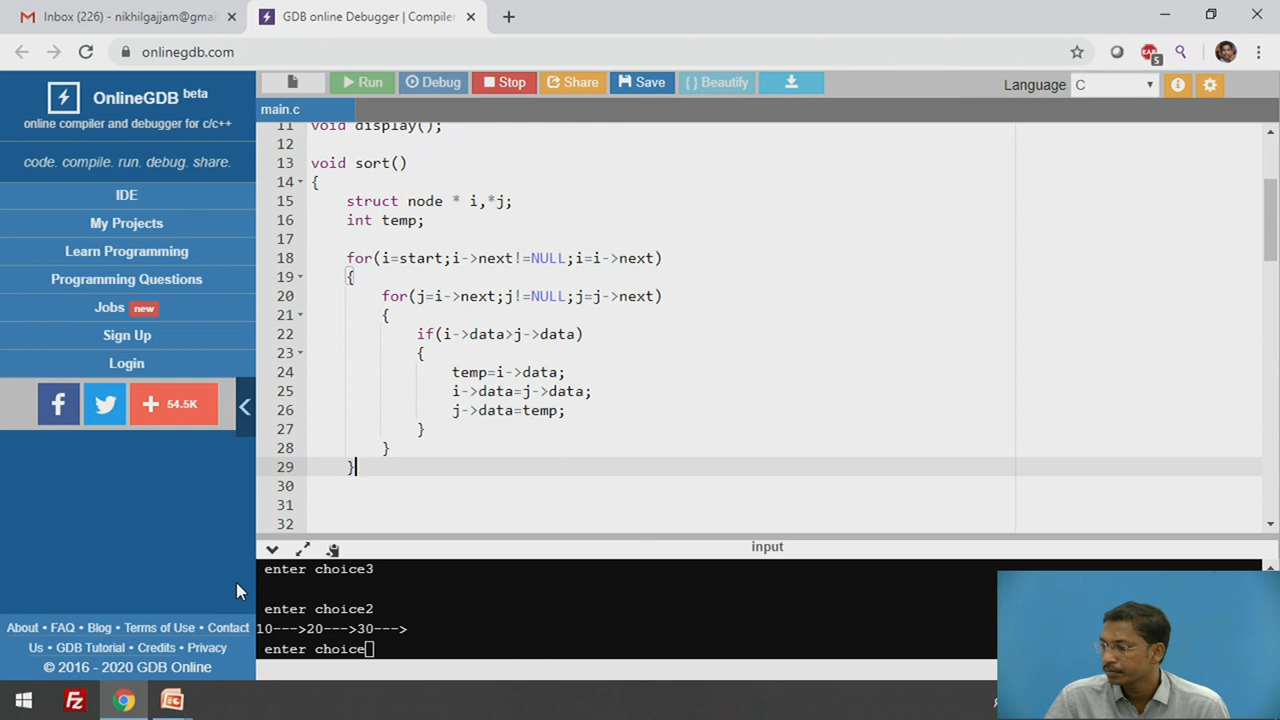 Inbox (226) - nikhilgajjam@gmai
GDB online Debugger | Compiler
onlinegdb.com
5
OnlineGDB beta
online compiler and debugger for c/c++
code. compile. run. debug. share.
IDE
My Projects
Learn Programming
Programming Questions
Jobs new
Sign Up
Login
54.5K
About • FAQ • Blog • Terms of Use • Contact
Us • GDB Tutorial • Credits • Privacy
© 2016 - 2020 GDB Online
Run Debug Stop Share Save { } Beautify
Language C
main.c
11 void display();
12
13 void sort()
14 {
15 struct node * i,*j;
16 int temp;
17
18 for(i=start;i->next!=NULL;i=i->next)
19 {
20 for(j=i->next;j!=NULL;j=j->next)
21 {
22 if(i->data>j->data)
23 {
24 temp=i->data;
25 i->data=j->data;
26 j->data=temp;
27 }
28 }
29 }
30
31
32
input
enter choice3
enter choice2
10--->20--->30--->
enter choice